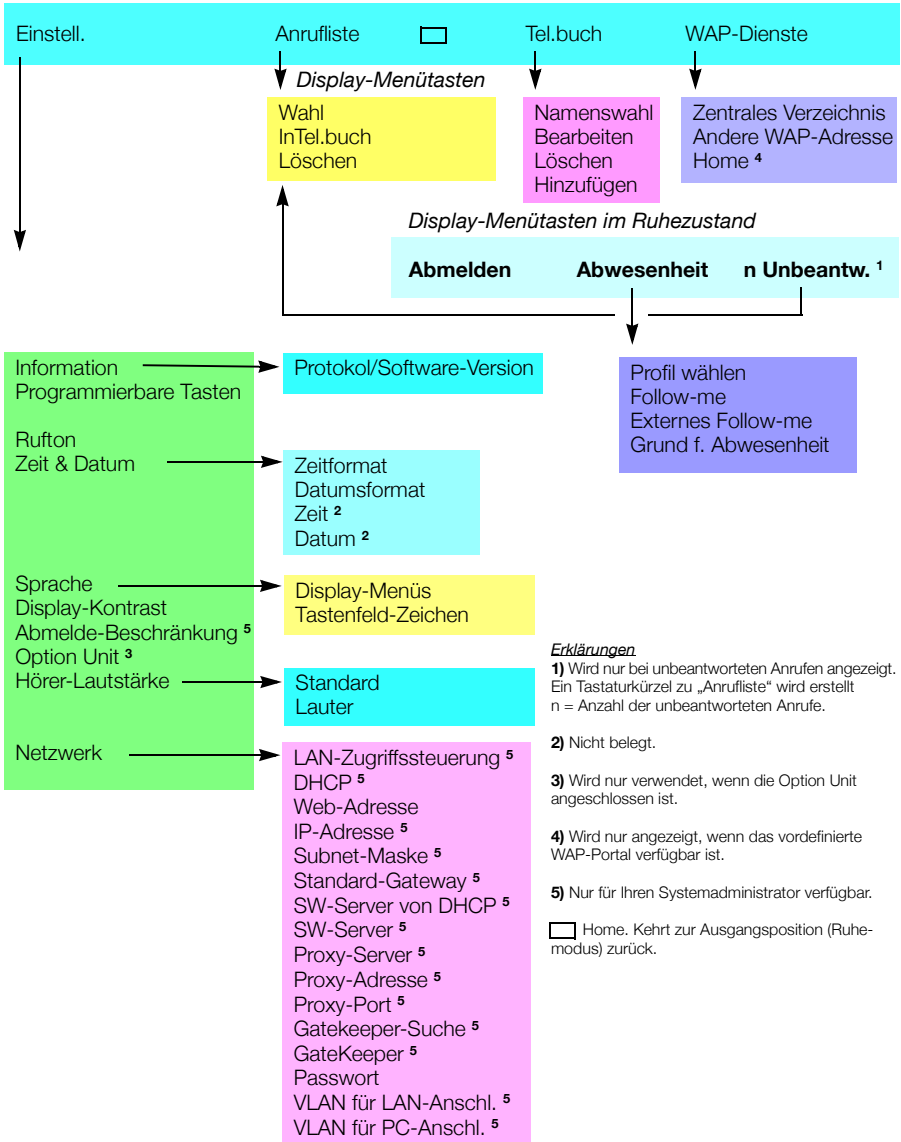 Einstell. Anrufliste Tel.buch WAP-Dienste
Display-Menütasten
Wahl
InTel.buch
Löschen
Namenswahl
Bearbeiten
Löschen
Hinzufügen
Zentrales Verzeichnis
Andere WAP-Adresse
Home 4
Display-Menütasten im Ruhezustand
Abmelden Abwesenheit n Unbeantw. 1
Information
Programmierbare Tasten
Rufton
Zeit & Datum
Sprache
Display-Kontrast
Abmelde-Beschränkung 5
Option Unit 3
Hörer-Lautstärke
Netzwerk
Protokol/Software-Version
Profil wählen
Follow-me
Externes Follow-me
Grund f. Abwesenheit
Zeitformat
Datumsformat
Zeit 2
Datum 2
Display-Menüs
Tastenfeld-Zeichen
Standard
Lauter
LAN-Zugriffssteuerung 5
DHCP 5
Web-Adresse
IP-Adresse 5
Subnet-Maske 5
Standard-Gateway 5
SW-Server von DHCP 5
SW-Server 5
Proxy-Server 5
Proxy-Adresse 5
Proxy-Port 5
Gatekeeper-Suche 5
GateKeeper 5
Passwort
VLAN für LAN-Anschl. 5
VLAN für PC-Anschl. 5
Erklärungen
1) Wird nur bei unbeantworteten Anrufen angezeigt.
Ein Tastaturkürzel zu „Anrufliste“ wird erstellt
n = Anzahl der unbeantworteten Anrufe.
2) Nicht belegt.
3) Wird nur verwendet, wenn die Option Unit
angeschlossen ist.
4) Wird nur angezeigt, wenn das vordefinierte
WAP-Portal verfügbar ist.
5) Nur für Ihren Systemadministrator verfügbar.
Home. Kehrt zur Ausgangsposition (Ruhe-
modus) zurück.